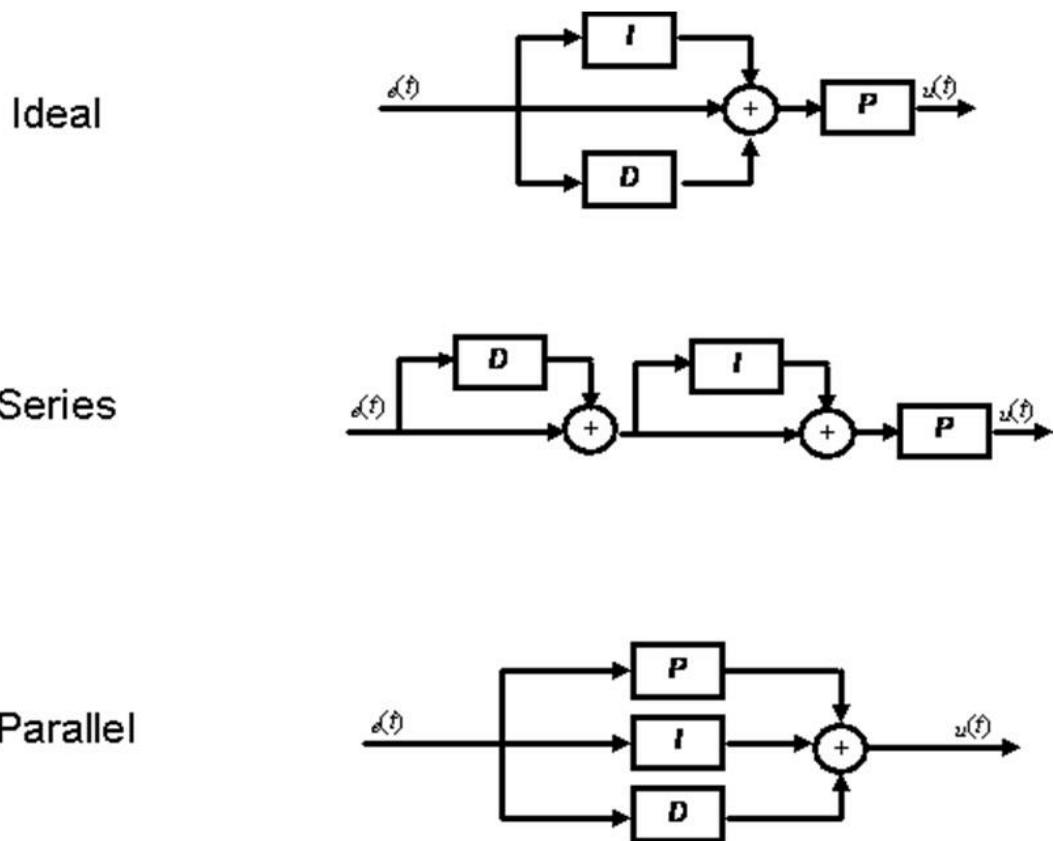 I
Ideal
e(t)
+
P
u(t)
D
D
I
Series
e(t)
+
+
P
u(t)
P
Parallel
e(t)
I
+
u(t)
D